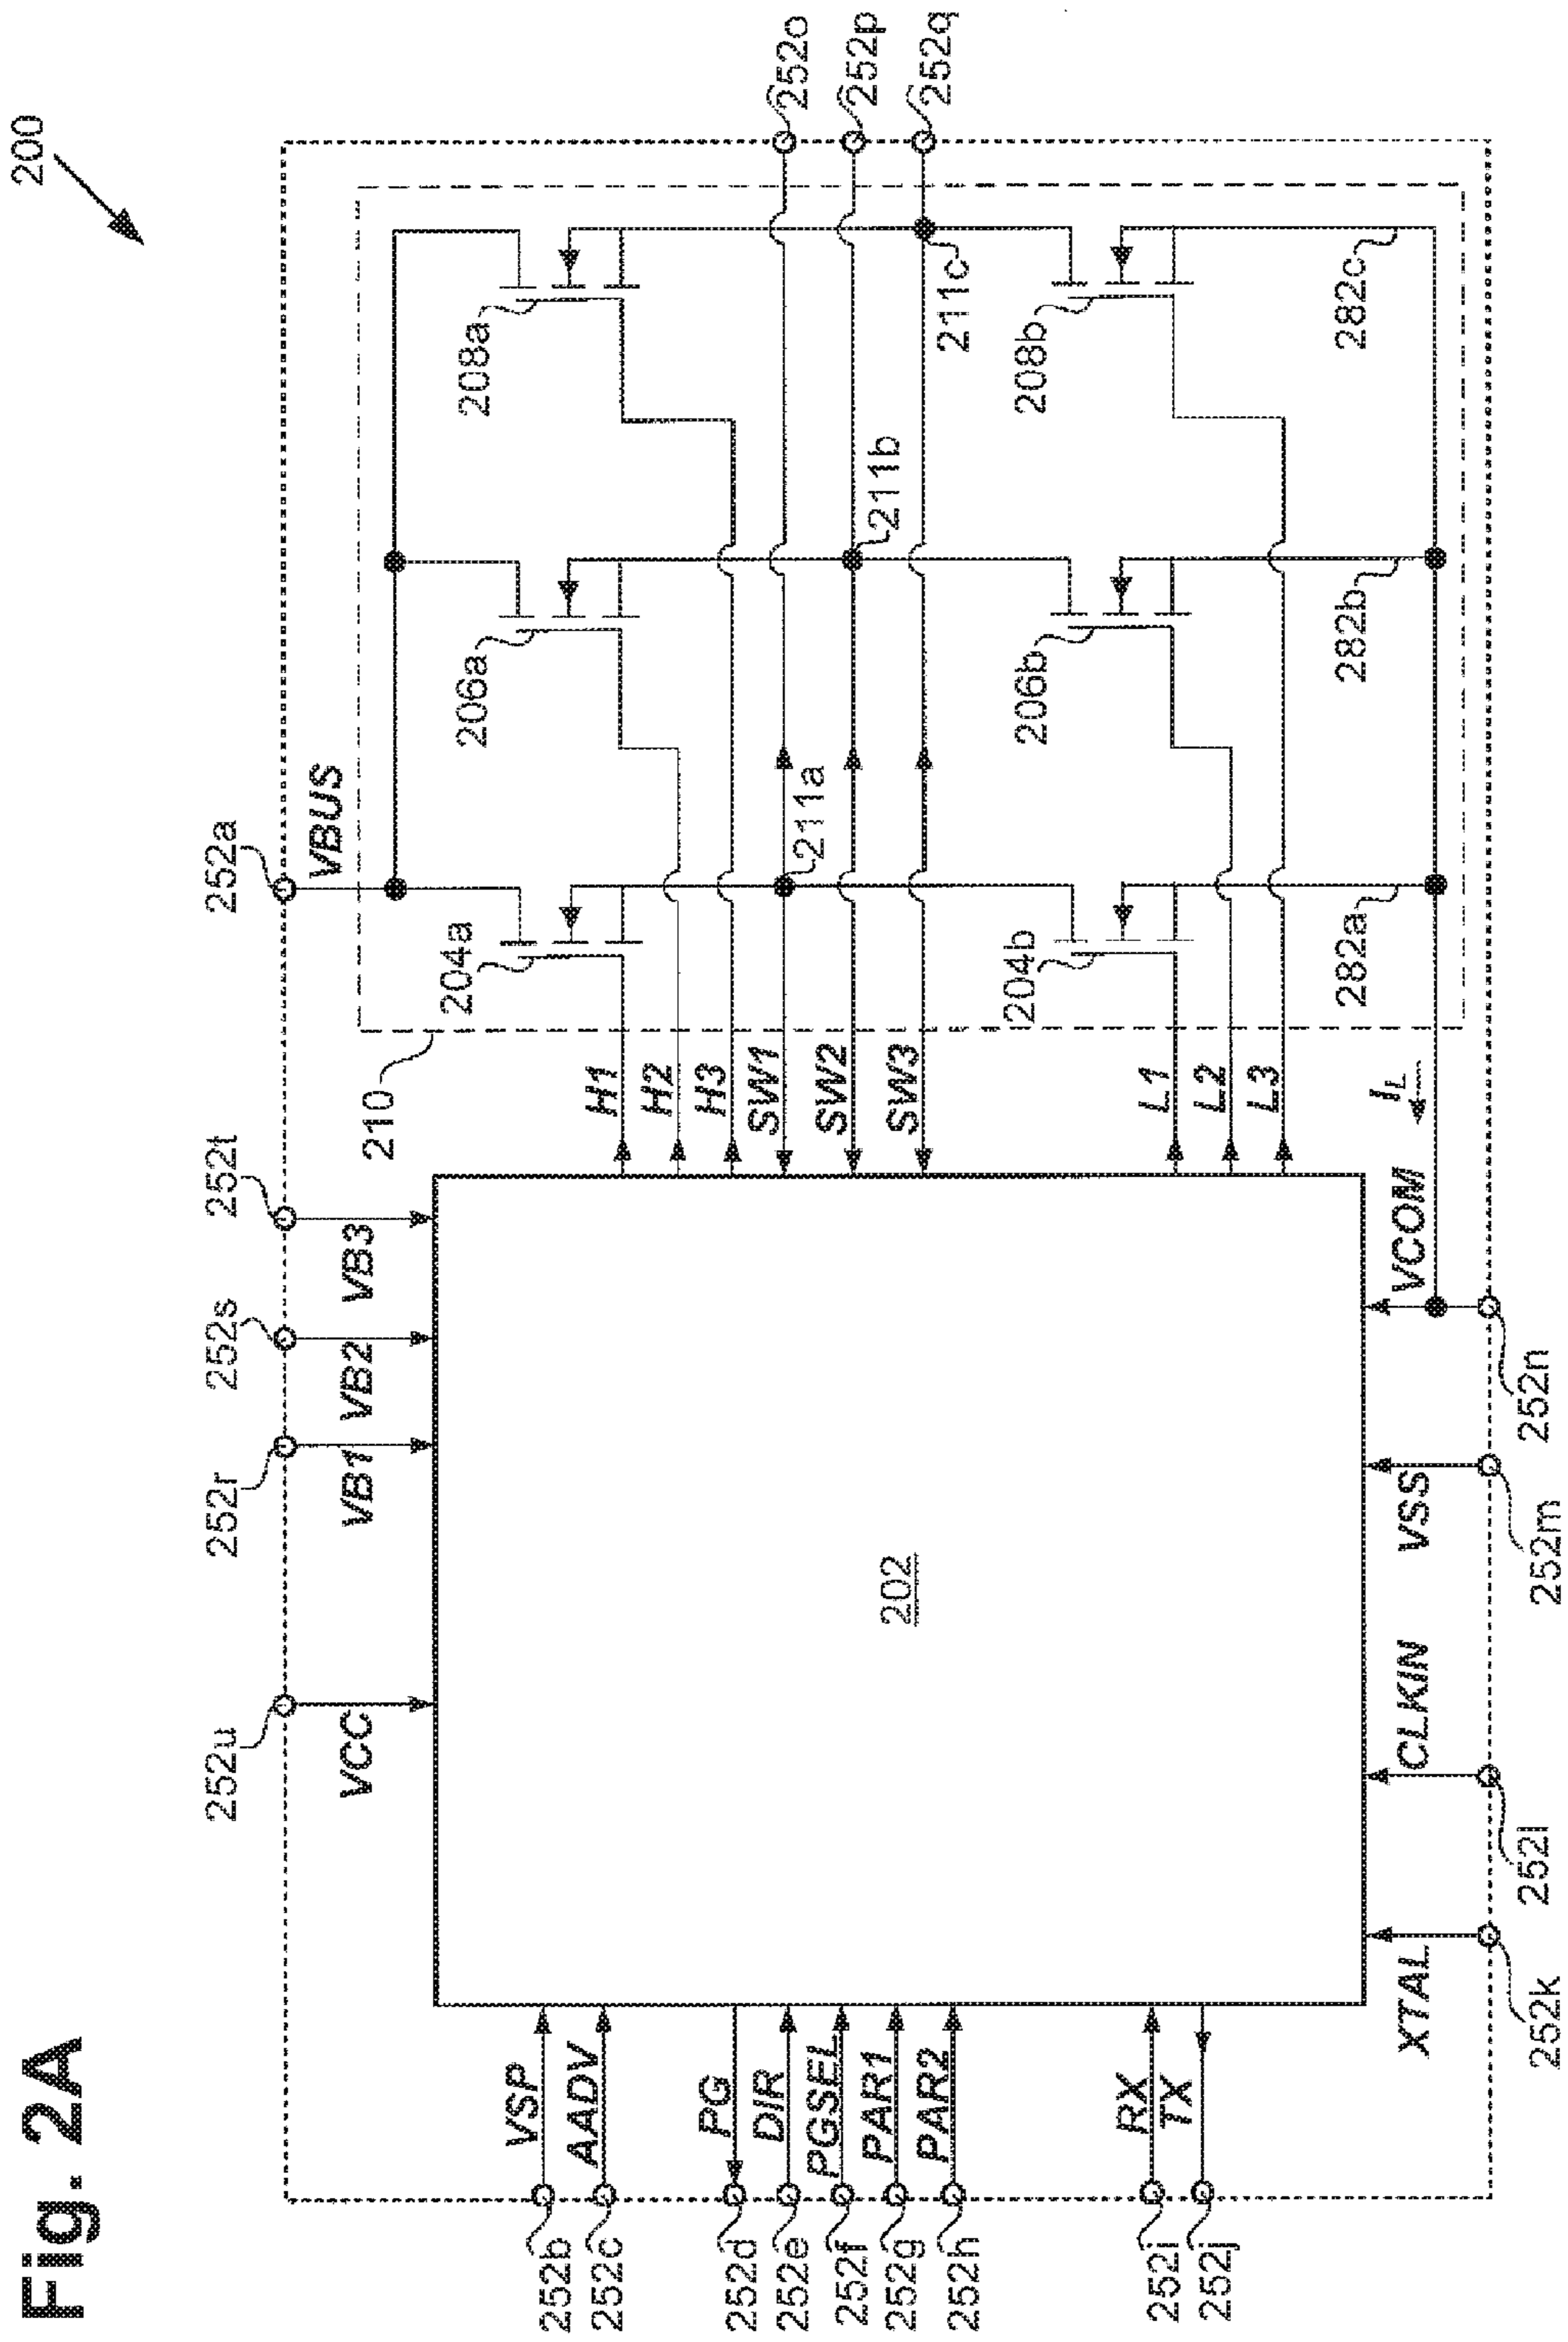 Fig. 2A
200
252u
252r
252s
252t
252a
VCC
VB1
VB2
VB3
VBUS
210
204a
206a
208a
252b
VSP
252c
AADV
252d
PG
252e
DIR
252f
PGSEL
252g
PAR1
252h
PAR2
252i
RX
252j
TX
202
H1
H2
H3
SW1
SW2
SW3
L1
L2
L3
211a
211b
211c
252o
252p
252q
204b
206b
208b
282a
282b
282c
IL
XTAL
CLKIN
VSS
VCOM
252k
252l
252m
252n